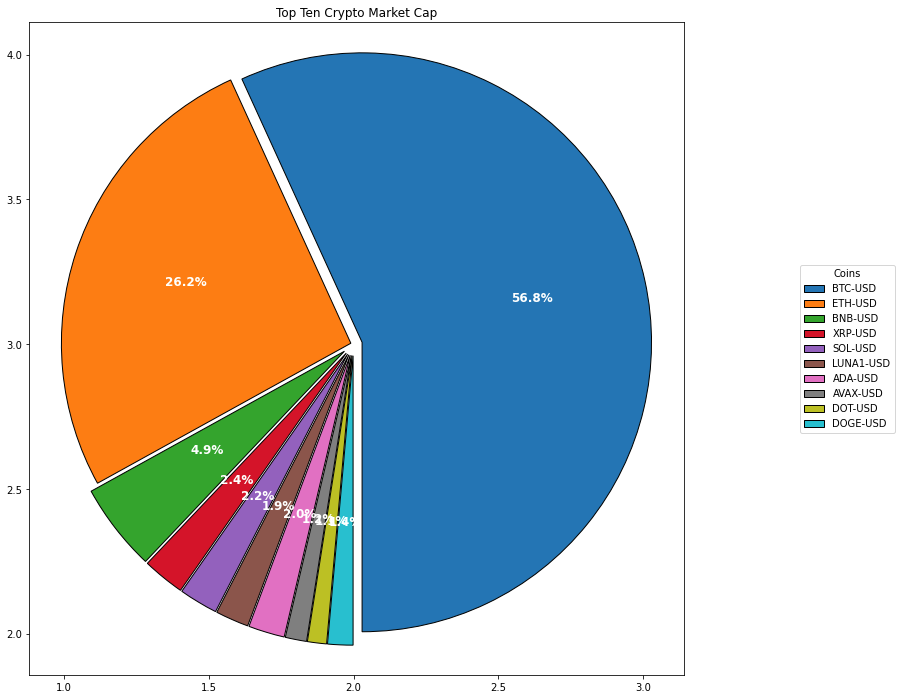 Top Ten Crypto Market Cap
4.0
3.5
3.0
2.5
2.0
1.0
1.5
2.0
2.5
3.0
56.8%
26.2%
4.9%
2.4%
2.2%
1.9%
2.0%
Coins
BTC-USD
ETH-USD
BNB-USD
XRP-USD
SOL-USD
LUNA1-USD
ADA-USD
AVAX-USD
DOT-USD
DOGE-USD